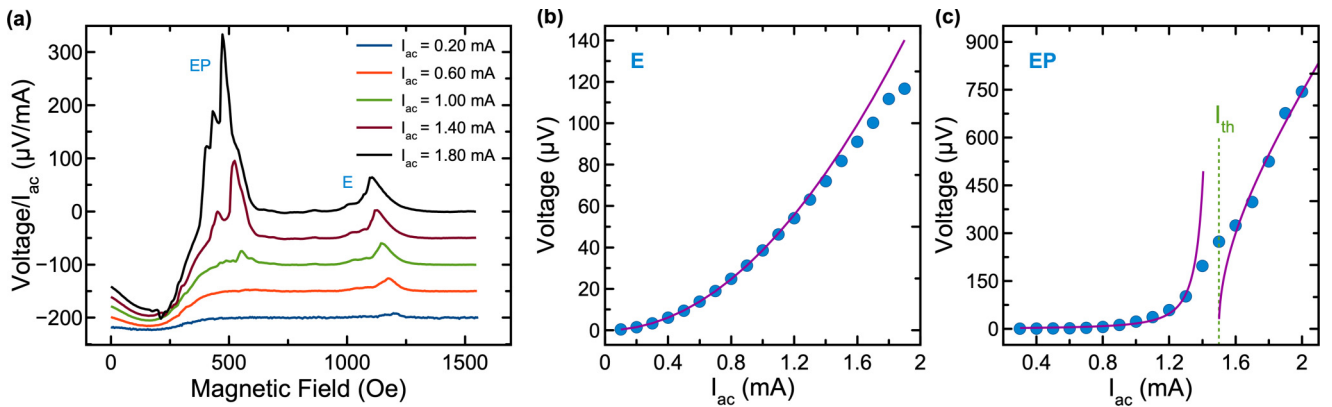 (a)
Voltage/I_ac (µV/mA)
300
200
100
0
−100
−200
EP
E
I_ac = 0.20 mA
I_ac = 0.60 mA
I_ac = 1.00 mA
I_ac = 1.40 mA
I_ac = 1.80 mA
0 500 1000 1500
Magnetic Field (Oe)
(b)
Voltage (µV)
140
120
100
80
60
40
20
0
E
0 0.4 0.8 1.2 1.6 2
I_ac (mA)
(c)
Voltage (µV)
900
750
600
450
300
150
0
EP
I_th
0.4 0.8 1.2 1.6 2
I_ac (mA)